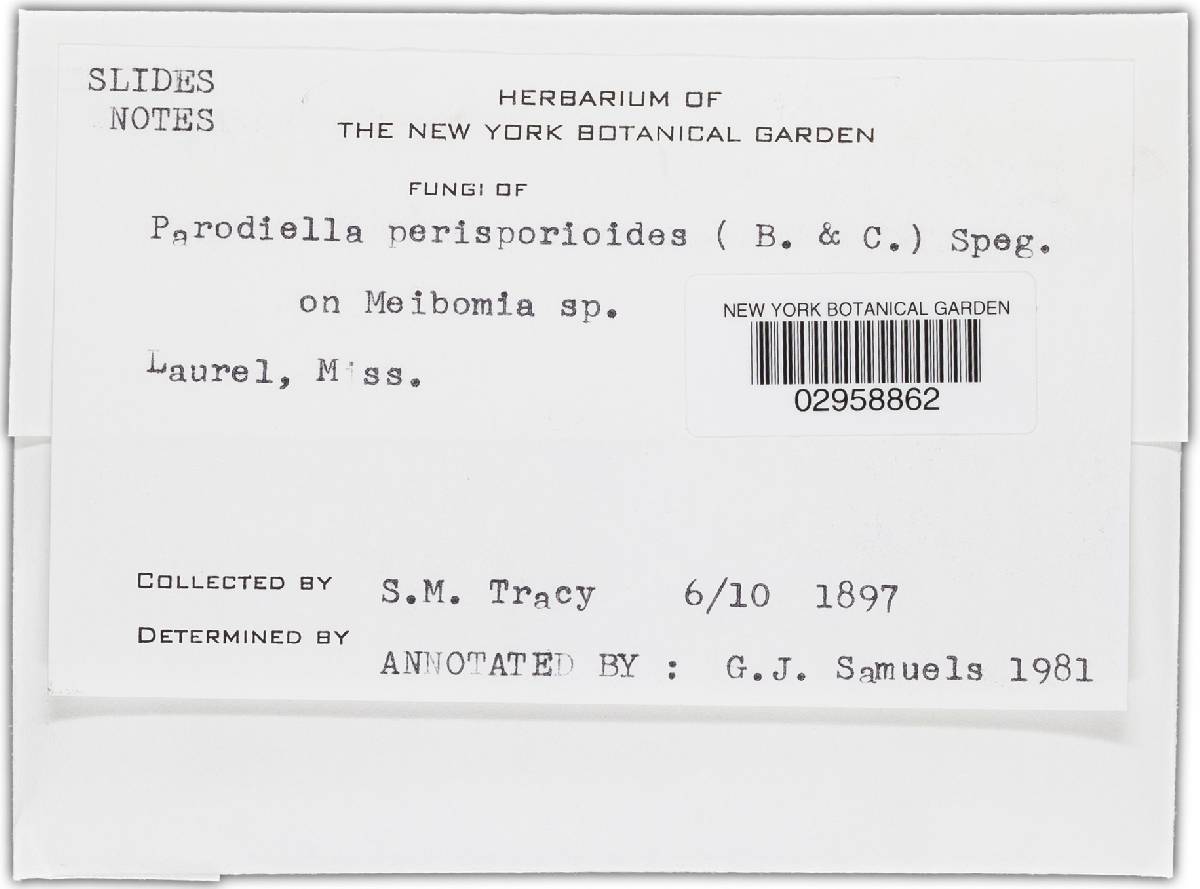 SLIDES
NOTES
HERBARIUM OF
THE NEW YORK BOTANICAL GARDEN
FUNGI OF
Parodiella perisporioides ( B. & C.) Speg.
on Meibomia sp.
NEW YORK BOTANICAL GARDEN
02958862
Laurel, Miss.
COLLECTED BY S.M. Tracy 6/10 1897
DETERMINED BY
ANNOTATED BY : G.J. Samuels 1981